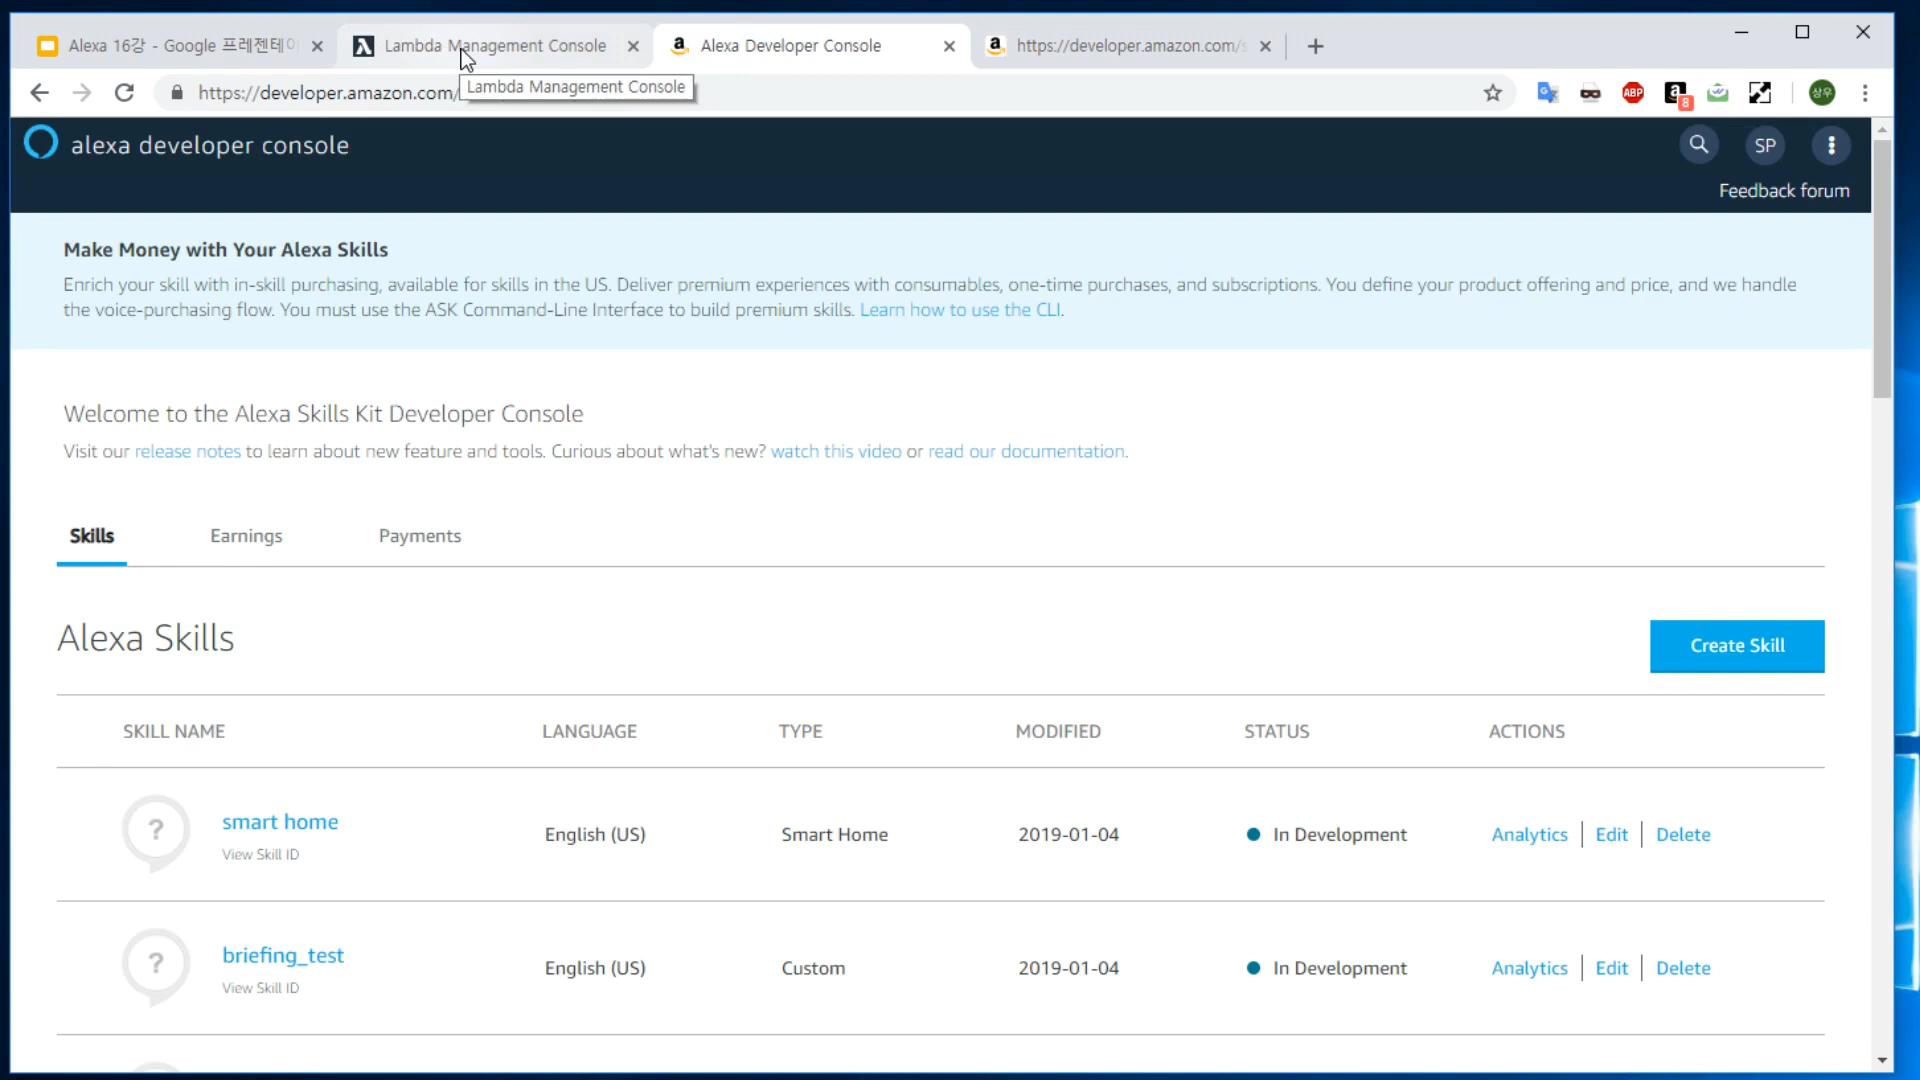 Alexa 16강 - Google 프레젠테이
Lambda Management Console
Alexa Developer Console
https://developer.amazon.com/s
https://developer.amazon.com/
Lambda Management Console
ABP
8
상우
alexa developer console
SP
Feedback forum
Make Money with Your Alexa Skills
Enrich your skill with in-skill purchasing, available for skills in the US. Deliver premium experiences with consumables, one-time purchases, and subscriptions. You define your product offering and price, and we handle
the voice-purchasing flow. You must use the ASK Command-Line Interface to build premium skills. Learn how to use the CLI.
Welcome to the Alexa Skills Kit Developer Console
Visit our release notes to learn about new feature and tools. Curious about what's new? watch this video or read our documentation.
Skills Earnings Payments
Alexa Skills
Create Skill
SKILL NAME LANGUAGE TYPE MODIFIED STATUS ACTIONS
? smart home English (US) Smart Home 2019-01-04 In Development Analytics | Edit | Delete
View Skill ID
? briefing_test English (US) Custom 2019-01-04 In Development Analytics | Edit | Delete
View Skill ID